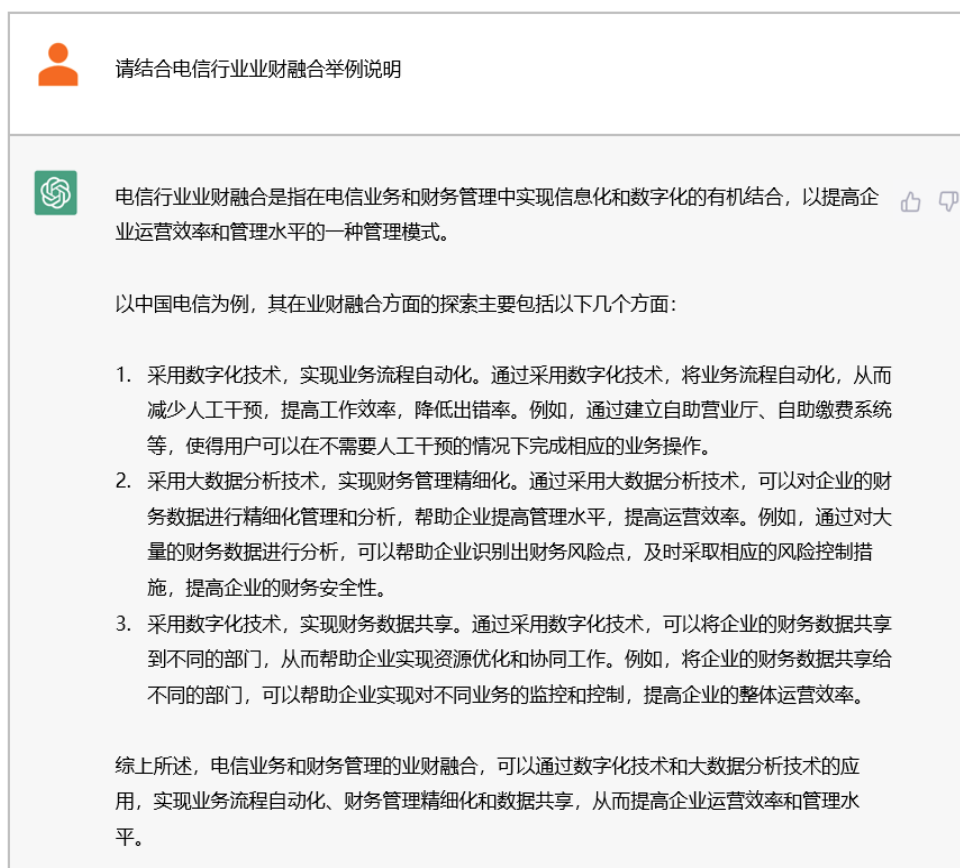 请结合电信行业业财融合举例说明
电信行业业财融合是指在电信业务和财务管理中实现信息化和数字化的有机结合，以提高企
业运营效率和管理水平的一种管理模式。
以中国电信为例，其在业财融合方面的探索主要包括以下几个方面：
1. 采用数字化技术，实现业务流程自动化。通过采用数字化技术，将业务流程自动化，从而
减少人工干预，提高工作效率，降低出错率。例如，通过建立自助营业厅、自助缴费系统
等，使得用户可以在不需要人工干预的情况下完成相应的业务操作。
2. 采用大数据分析技术，实现财务管理精细化。通过采用大数据分析技术，可以对企业的财
务数据进行精细化管理和分析，帮助企业提高管理水平，提高运营效率。例如，通过对大
量的财务数据进行分析，可以帮助企业识别出财务风险点，及时采取相应的风险控制措
施，提高企业的财务安全性。
3. 采用数字化技术，实现财务数据共享。通过采用数字化技术，可以将企业的财务数据共享
到不同的部门，从而帮助企业实现资源优化和协同工作。例如，将企业的财务数据共享给
不同的部门，可以帮助企业实现对不同业务的监控和控制，提高企业的整体运营效率。
综上所述，电信业务和财务管理的业财融合，可以通过数字化技术和大数据分析技术的应
用，实现业务流程自动化、财务管理精细化和数据共享，从而提高企业运营效率和管理水
平。